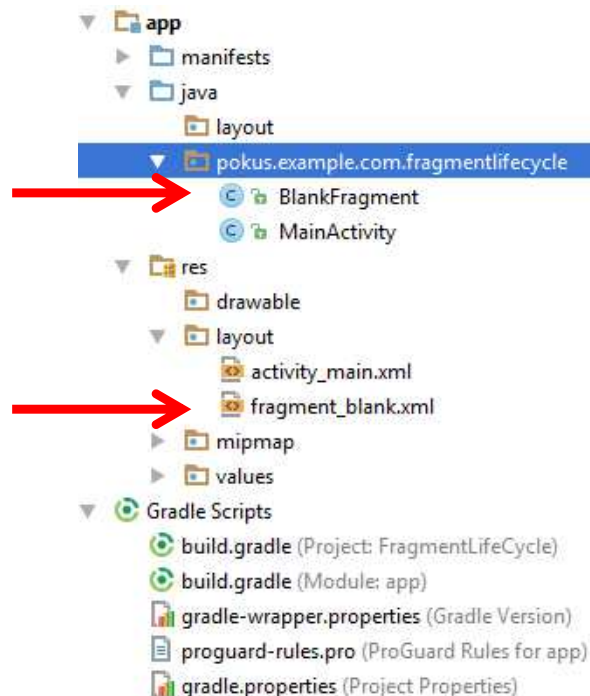 app
manifests
java
layout
pokus.example.com.fragmentlifecycle
BlankFragment
MainActivity
res
drawable
layout
activity_main.xml
fragment_blank.xml
mipmap
values
Gradle Scripts
build.gradle (Project: FragmentLifeCycle)
build.gradle (Module: app)
gradle-wrapper.properties (Gradle Version)
proguard-rules.pro (ProGuard Rules for app)
gradle.properties (Project Properties)